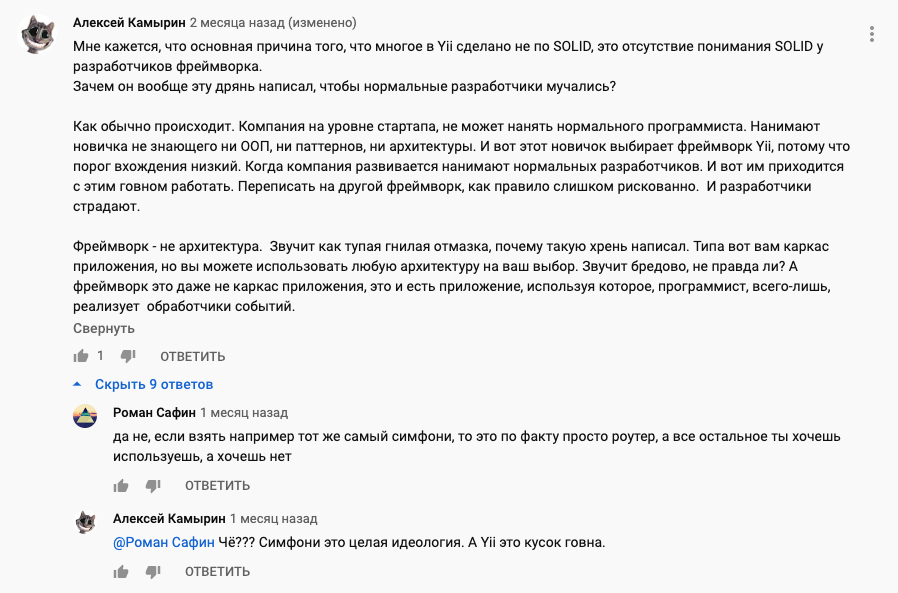 Алексей Камырин 2 месяца назад (изменено)
Мне кажется, что основная причина того, что многое в Yii сделано не по SOLID, это отсутствие понимания SOLID у
разработчиков фреймворка.
Зачем он вообще эту дрянь написал, чтобы нормальные разработчики мучались?
Как обычно происходит. Компания на уровне стартапа, не может нанять нормального программиста. Нанимают
новичка не знающего ни ООП, ни паттернов, ни архитектуры. И вот этот новичок выбирает фреймворк Yii, потому что
порог вхождения низкий. Когда компания развивается нанимают нормальных разработчиков. И вот им приходится
с этим говном работать. Переписать на другой фреймворк, как правило слишком рискованно.  И разработчики
страдают.
Фреймворк - не архитектура.  Звучит как тупая гнилая отмазка, почему такую хрень написал. Типа вот вам каркас
приложения, но вы можете использовать любую архитектуру на ваш выбор. Звучит бредово, не правда ли? А
фреймворк это даже не каркас приложения, это и есть приложение, используя которое, программист, всего-лишь,
реализует  обработчики событий.
Свернуть
1 ОТВЕТИТЬ
Скрыть 9 ответов
Роман Сафин 1 месяц назад
да не, если взять например тот же самый симфони, то это по факту просто роутер, а все остальное ты хочешь
используешь, а хочешь нет
ОТВЕТИТЬ
Алексей Камырин 1 месяц назад
@Роман Сафин Чё??? Симфони это целая идеология. А Yii это кусок говна.
ОТВЕТИТЬ